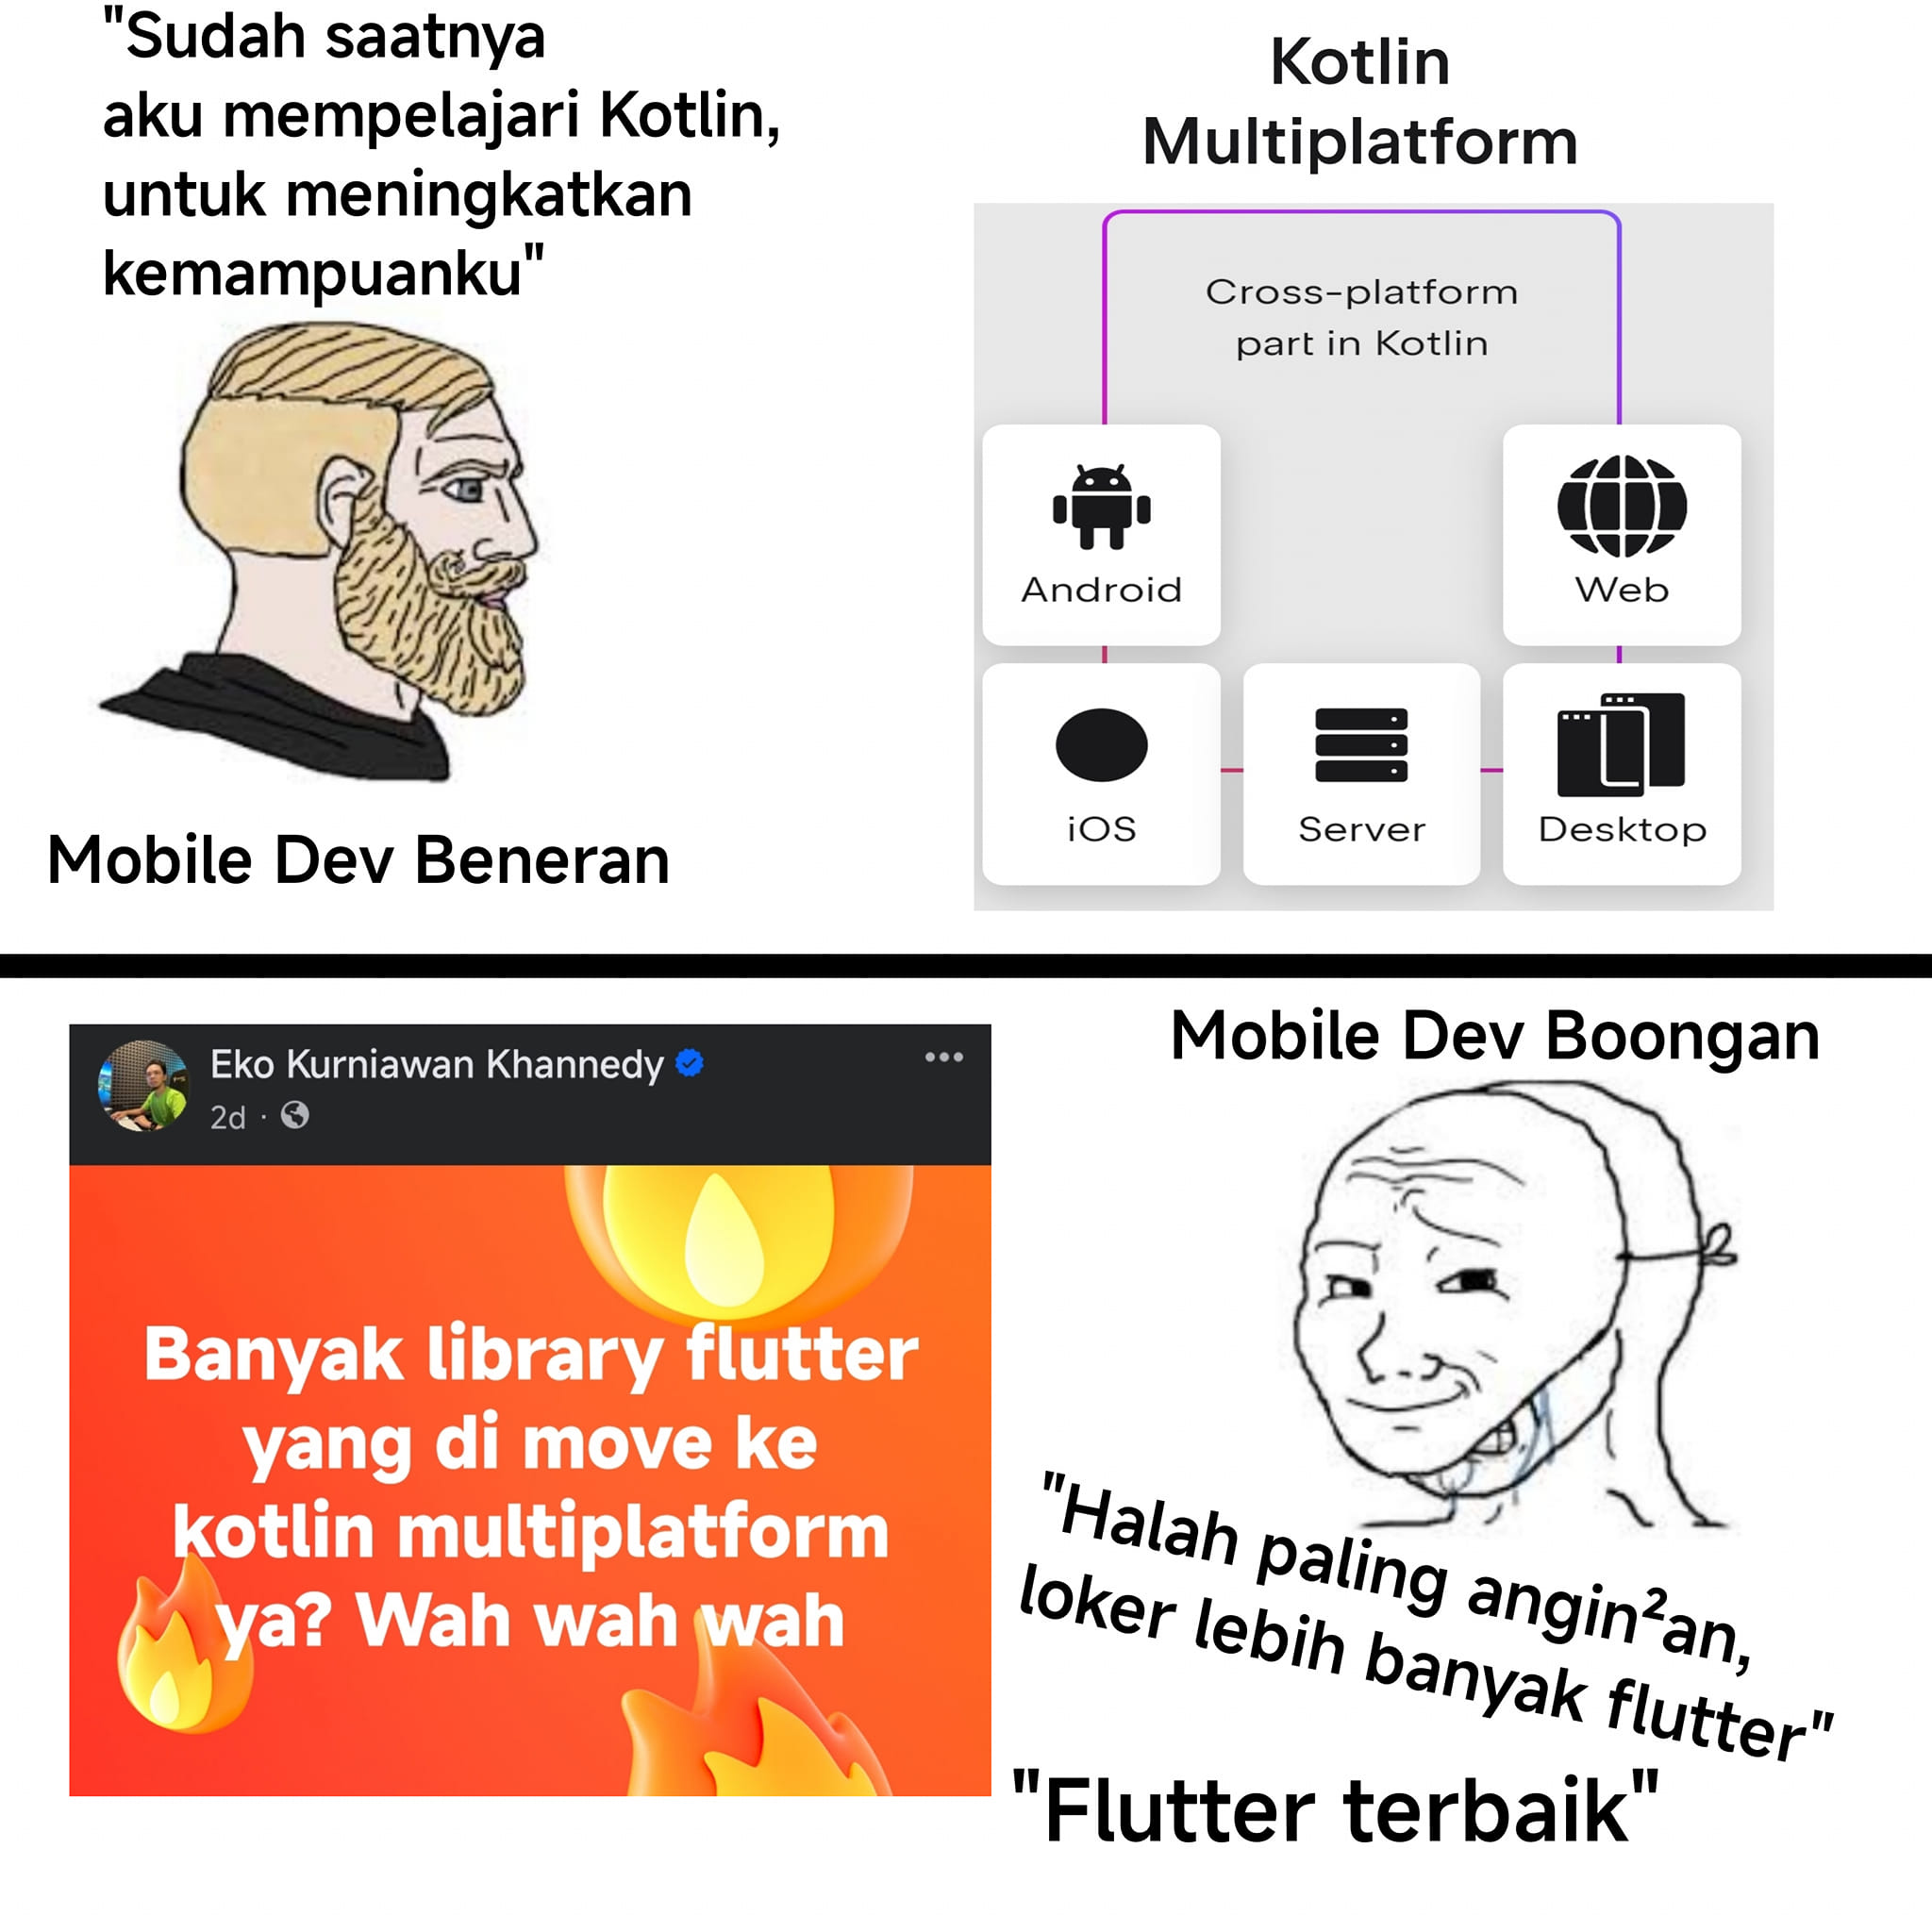 "Sudah saatnya
aku mempelajari Kotlin,
untuk meningkatkan
kemampuanku"
Mobile Dev Beneran
Kotlin
Multiplatform
Cross-platform
part in Kotlin
Android
Web
iOS
Server
Desktop
Eko Kurniawan Khannedy
2d ·
Banyak library flutter
yang di move ke
kotlin multiplatform
ya? Wah wah wah
Mobile Dev Boongan
"Halah paling angin²an,
loker lebih banyak flutter"
"Flutter terbaik"